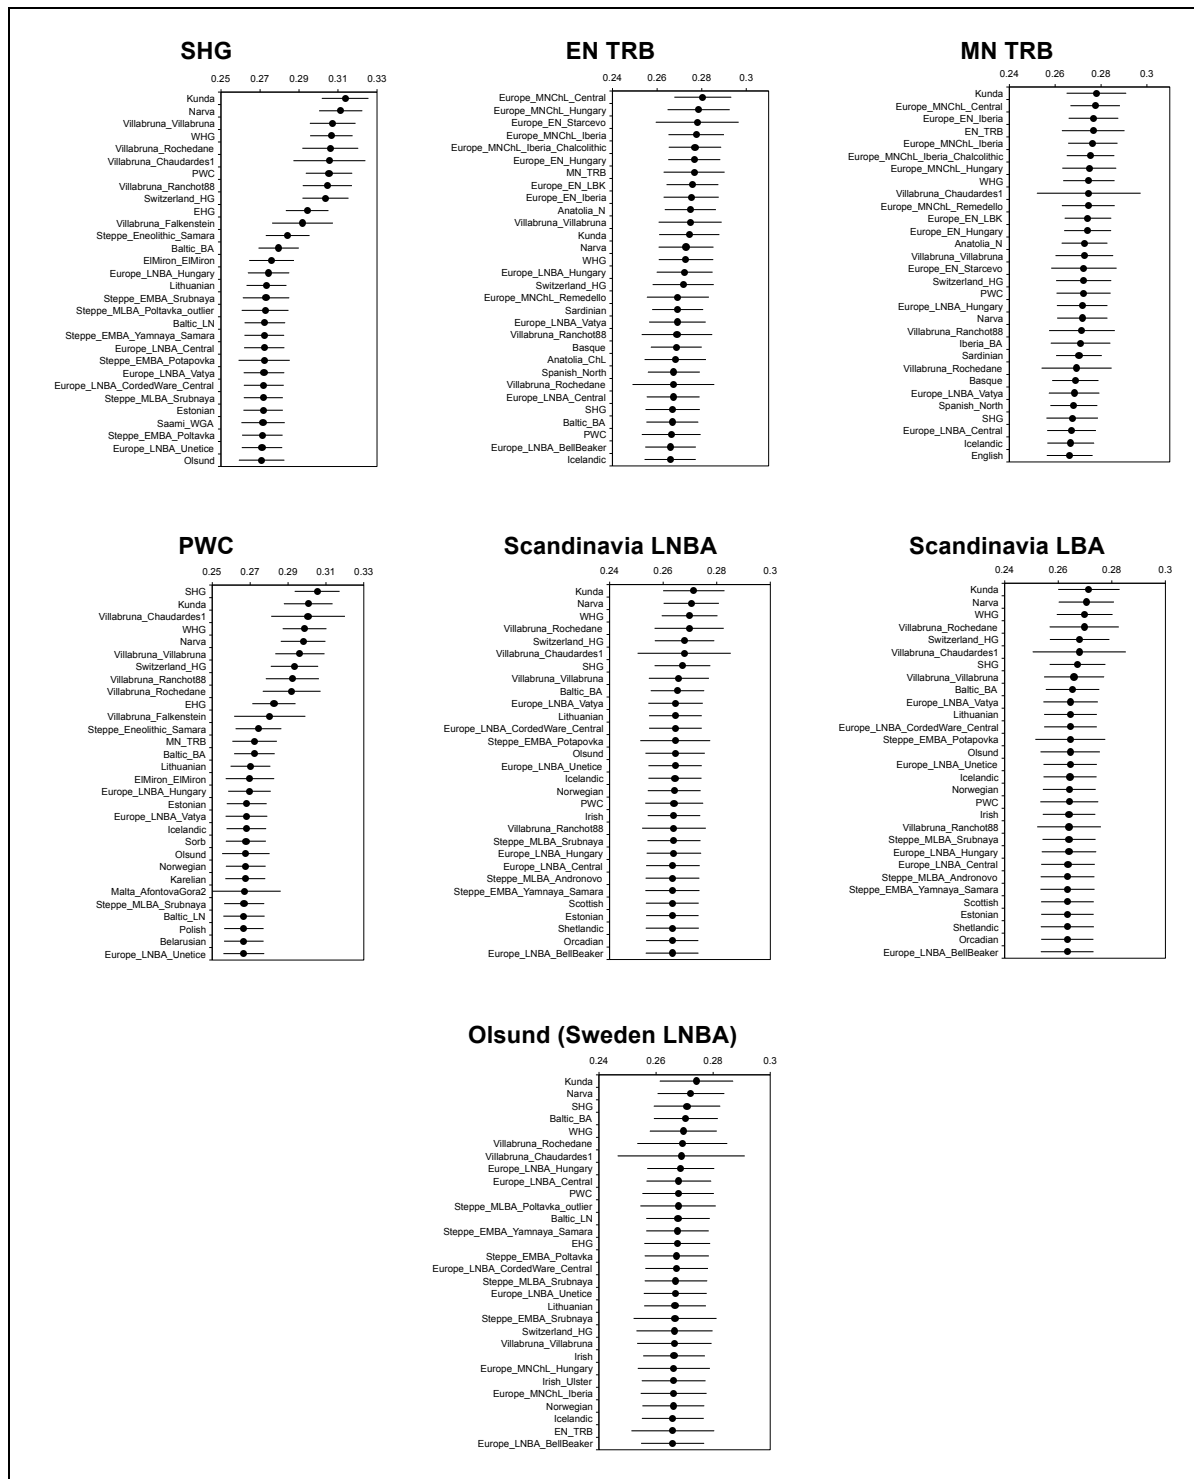 SHG
0.25 0.27 0.29 0.31 0.33
Kunda
Narva
Villabruna_Villabruna
WHG
Villabruna_Rochedane
Villabruna_Chaudardes1
PWC
Villabruna_Ranchot88
Switzerland_HG
EHG
Villabruna_Falkenstein
Steppe_Eneolithic_Samara
Baltic_BA
ElMiron_ElMiron
Europe_LNBA_Hungary
Lithuanian
Steppe_EMBA_Srubnaya
Steppe_MLBA_Poltavka_outlier
Baltic_LN
Steppe_EMBA_Yamnaya_Samara
Europe_LNBA_Central
Steppe_EMBA_Potapovka
Europe_LNBA_Vatya
Europe_LNBA_CordedWare_Central
Steppe_MLBA_Srubnaya
Estonian
Saami_WGA
Steppe_EMBA_Poltavka
Europe_LNBA_Unetice
Olsund
EN TRB
0.24 0.26 0.28 0.3
Europe_MNChL_Central
Europe_MNChL_Hungary
Europe_EN_Starcevo
Europe_MNChL_Iberia
Europe_MNChL_Iberia_Chalcolithic
Europe_EN_Hungary
MN_TRB
Europe_EN_LBK
Europe_EN_Iberia
Anatolia_N
Villabruna_Villabruna
Kunda
Narva
WHG
Europe_LNBA_Hungary
Switzerland_HG
Europe_MNChL_Remedello
Sardinian
Europe_LNBA_Vatya
Villabruna_Ranchot88
Basque
Anatolia_ChL
Spanish_North
Villabruna_Rochedane
Europe_LNBA_Central
SHG
Baltic_BA
PWC
Europe_LNBA_BellBeaker
Icelandic
MN TRB
0.24 0.26 0.28 0.3
Kunda
Europe_MNChL_Central
Europe_EN_Iberia
EN_TRB
Europe_MNChL_Iberia
Europe_MNChL_Iberia_Chalcolithic
Europe_MNChL_Hungary
WHG
Villabruna_Chaudardes1
Europe_MNChL_Remedello
Europe_EN_LBK
Europe_EN_Hungary
Anatolia_N
Villabruna_Villabruna
Europe_EN_Starcevo
Switzerland_HG
PWC
Europe_LNBA_Hungary
Narva
Villabruna_Ranchot88
Iberia_BA
Sardinian
Villabruna_Rochedane
Basque
Europe_LNBA_Vatya
Spanish_North
SHG
Europe_LNBA_Central
Icelandic
English
PWC
0.25 0.27 0.29 0.31 0.33
SHG
Kunda
Villabruna_Chaudardes1
WHG
Narva
Villabruna_Villabruna
Switzerland_HG
Villabruna_Ranchot88
Villabruna_Rochedane
EHG
Villabruna_Falkenstein
Steppe_Eneolithic_Samara
MN_TRB
Baltic_BA
Lithuanian
ElMiron_ElMiron
Europe_LNBA_Hungary
Estonian
Europe_LNBA_Vatya
Icelandic
Sorb
Olsund
Norwegian
Karelian
Malta_AfontovaGora2
Steppe_MLBA_Srubnaya
Baltic_LN
Polish
Belarusian
Europe_LNBA_Unetice
Scandinavia LNBA
0.24 0.26 0.28 0.3
Kunda
Narva
WHG
Villabruna_Rochedane
Switzerland_HG
Villabruna_Chaudardes1
SHG
Villabruna_Villabruna
Baltic_BA
Europe_LNBA_Vatya
Lithuanian
Europe_LNBA_CordedWare_Central
Steppe_EMBA_Potapovka
Olsund
Europe_LNBA_Unetice
Icelandic
Norwegian
PWC
Irish
Villabruna_Ranchot88
Steppe_MLBA_Srubnaya
Europe_LNBA_Hungary
Europe_LNBA_Central
Steppe_MLBA_Andronovo
Steppe_EMBA_Yamnaya_Samara
Scottish
Estonian
Shetlandic
Orcadian
Europe_LNBA_BellBeaker
Scandinavia LBA
0.24 0.26 0.28 0.3
Kunda
Narva
WHG
Villabruna_Rochedane
Switzerland_HG
Villabruna_Chaudardes1
SHG
Villabruna_Villabruna
Baltic_BA
Europe_LNBA_Vatya
Lithuanian
Europe_LNBA_CordedWare_Central
Steppe_EMBA_Potapovka
Olsund
Europe_LNBA_Unetice
Icelandic
Norwegian
PWC
Irish
Villabruna_Ranchot88
Steppe_MLBA_Srubnaya
Europe_LNBA_Hungary
Europe_LNBA_Central
Steppe_MLBA_Andronovo
Steppe_EMBA_Yamnaya_Samara
Scottish
Estonian
Shetlandic
Orcadian
Europe_LNBA_BellBeaker
Olsund (Sweden LNBA)
0.24 0.26 0.28 0.3
Kunda
Narva
SHG
Baltic_BA
WHG
Villabruna_Rochedane
Villabruna_Chaudardes1
Europe_LNBA_Hungary
Europe_LNBA_Central
PWC
Steppe_MLBA_Poltavka_outlier
Baltic_LN
Steppe_EMBA_Yamnaya_Samara
EHG
Steppe_EMBA_Poltavka
Europe_LNBA_CordedWare_Central
Steppe_MLBA_Srubnaya
Europe_LNBA_Unetice
Lithuanian
Steppe_EMBA_Srubnaya
Switzerland_HG
Villabruna_Villabruna
Irish
Europe_MNChL_Hungary
Irish_Ulster
Europe_MNChL_Iberia
Norwegian
Icelandic
EN_TRB
Europe_LNBA_BellBeaker